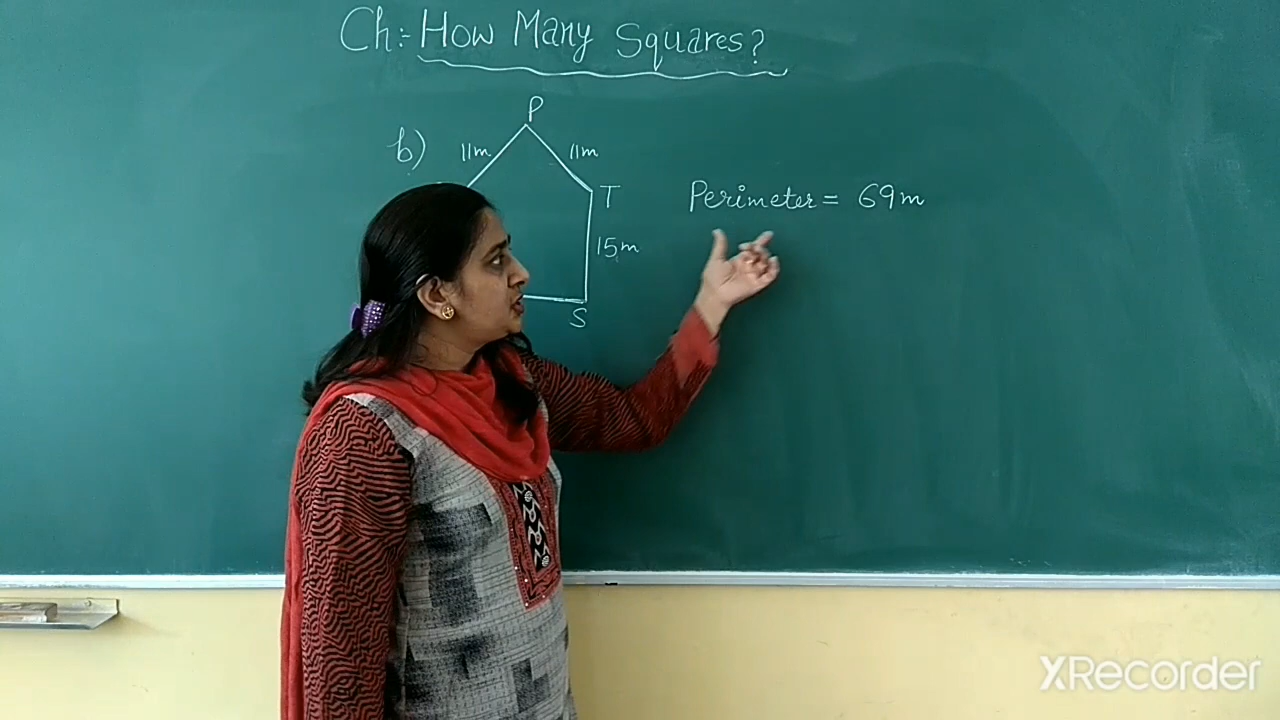 Ch:- How Many Squares?
P
b) 11m 11m
T
Perimeter = 69m
15m
S
XRecorder